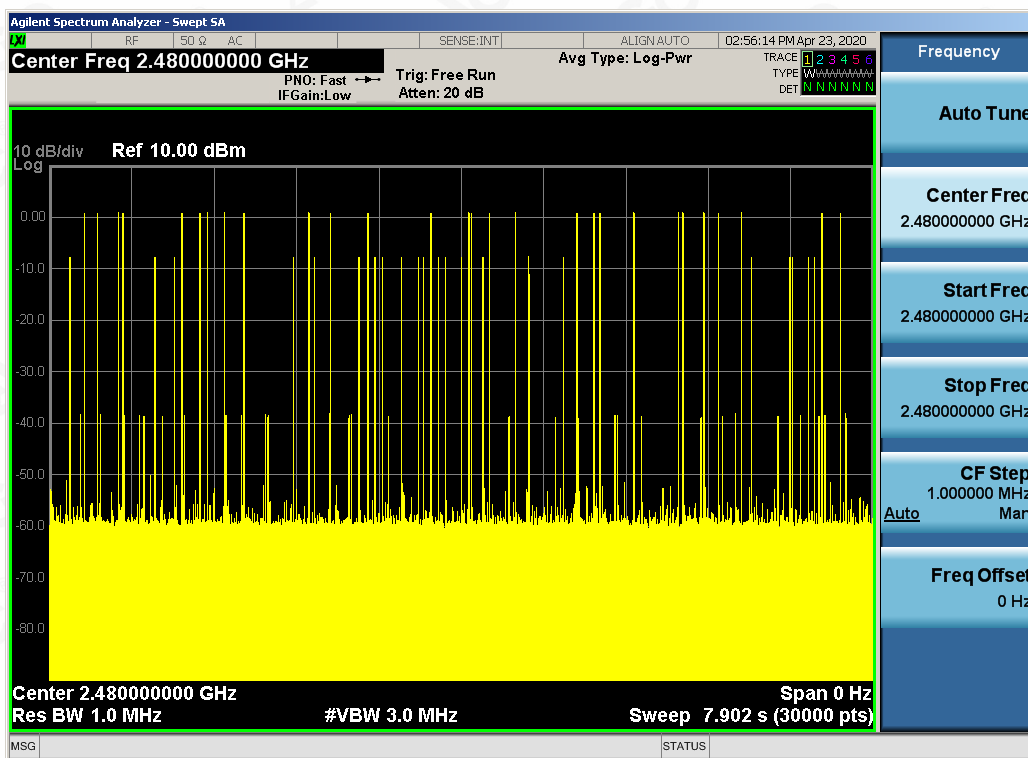 Agilent Spectrum Analyzer - Swept SA
LXI RF 50 Ω AC SENSE:INT ALIGN AUTO 02:56:14 PM Apr 23, 2020
Center Freq 2.480000000 GHz
PNO: Fast
IFGain:Low
Trig: Free Run
Atten: 20 dB
Avg Type: Log-Pwr
TRACE 1 2 3 4 5 6
TYPE WWWWWW
DET N N N N N N
10 dB/div
Log
Ref 10.00 dBm
0.00
-10.0
-20.0
-30.0
-40.0
-50.0
-60.0
-70.0
-80.0
Center 2.480000000 GHz
Span 0 Hz
Res BW 1.0 MHz
#VBW 3.0 MHz
Sweep 7.902 s (30000 pts)
MSG
STATUS
Frequency
Auto Tune
Center Freq
2.480000000 GHz
Start Freq
2.480000000 GHz
Stop Freq
2.480000000 GHz
CF Step
1.000000 MHz
Auto Man
Freq Offset
0 Hz